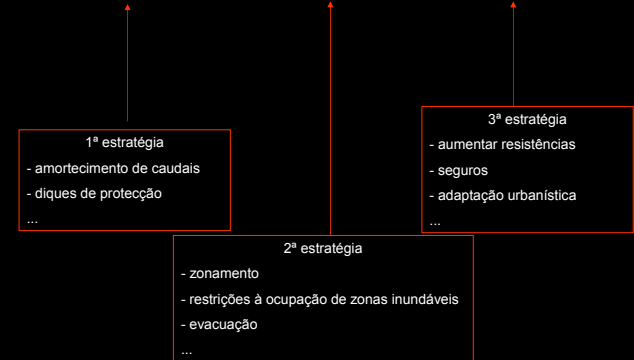 1ª estratégia
- amortecimento de caudais
- diques de protecção
...
2ª estratégia
- zonamento
- restrições à ocupação de zonas inundáveis
- evacuação
...
3ª estratégia
- aumentar resistências
- seguros
- adaptação urbanística
...